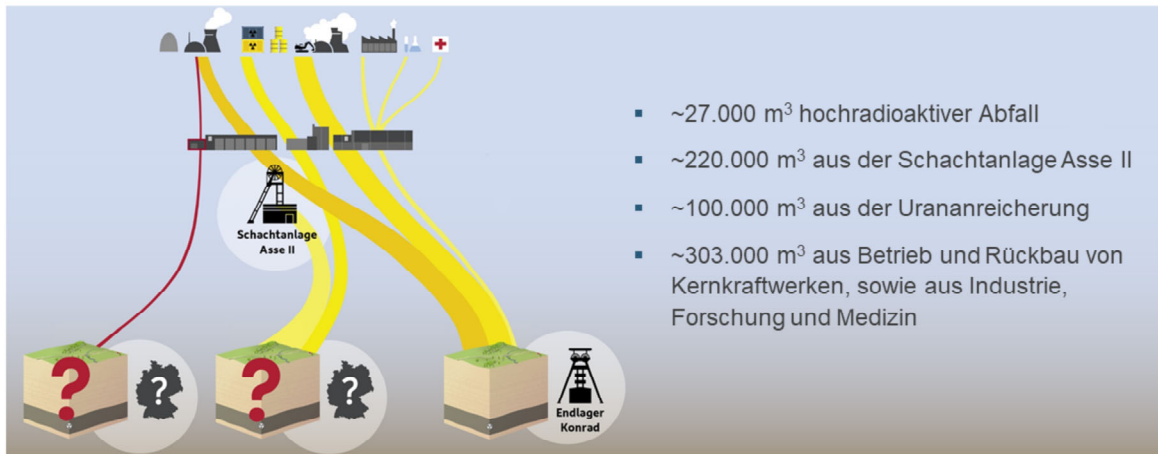 Schachtanlage
Asse II
?
?
?
?
Endlager
Konrad
▪ ~27.000 m³ hochradioaktiver Abfall
▪ ~220.000 m³ aus der Schachtanlage Asse II
▪ ~100.000 m³ aus der Urananreicherung
▪ ~303.000 m³ aus Betrieb und Rückbau von
Kernkraftwerken, sowie aus Industrie,
Forschung und Medizin